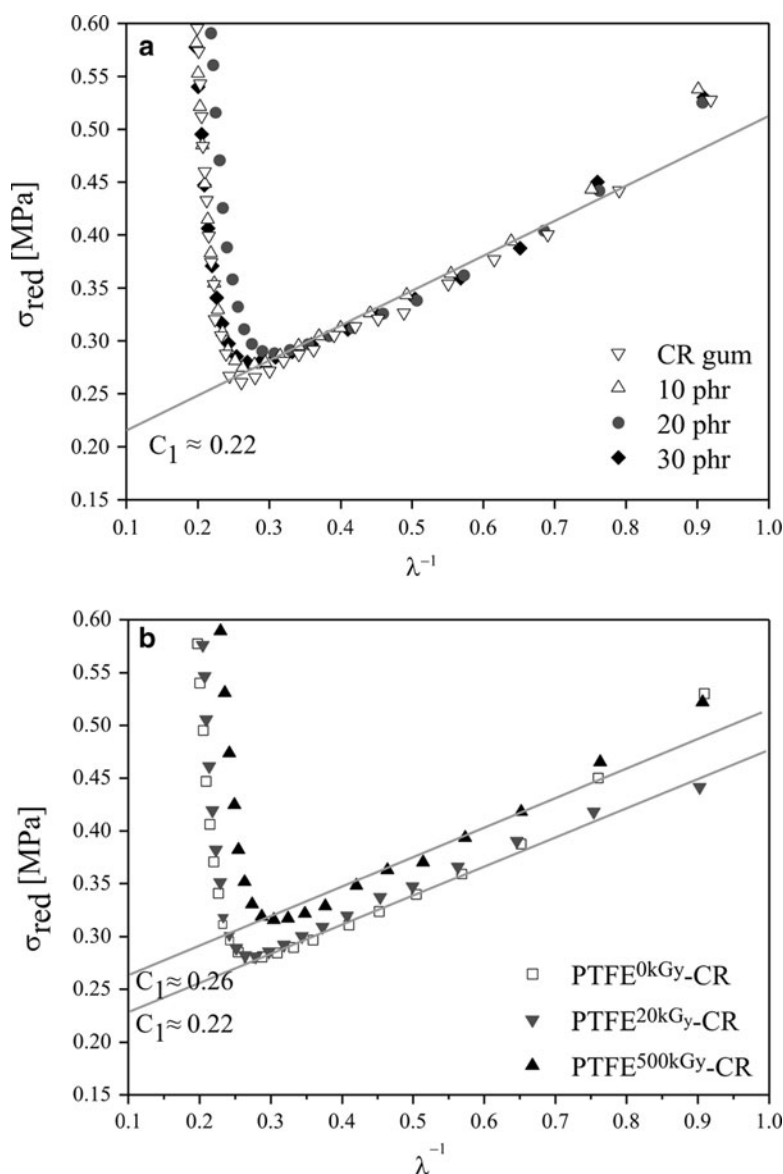 a
0.60
0.55
0.50
0.45
0.40
0.35
0.30
0.25
0.20
0.15
σred [MPa]
CR gum
10 phr
20 phr
30 phr
C1 ≈ 0.22
0.1 0.2 0.3 0.4 0.5 0.6 0.7 0.8 0.9 1.0
λ−1
b
0.60
0.55
0.50
0.45
0.40
0.35
0.30
0.25
0.20
0.15
σred [MPa]
C1≈ 0.26
C1≈ 0.22
PTFE0kGy-CR
PTFE20kGy-CR
PTFE500kGy-CR
0.1 0.2 0.3 0.4 0.5 0.6 0.7 0.8 0.9 1.0
λ−1